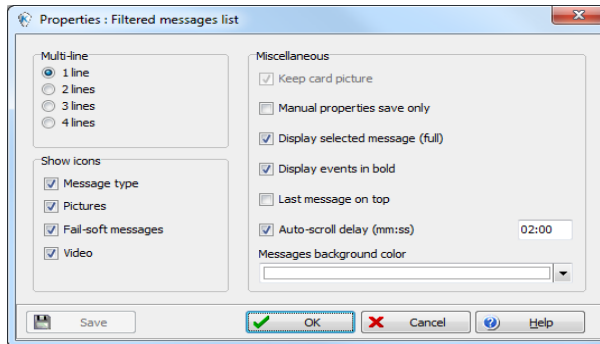 Properties : Filtered messages list
Multi-line
1 line
2 lines
3 lines
4 lines
Show icons
Message type
Pictures
Fail-soft messages
Video
Miscellaneous
Keep card picture
Manual properties save only
Display selected message (full)
Display events in bold
Last message on top
Auto-scroll delay (mm:ss) 02:00
Messages background color
Save OK Cancel Help